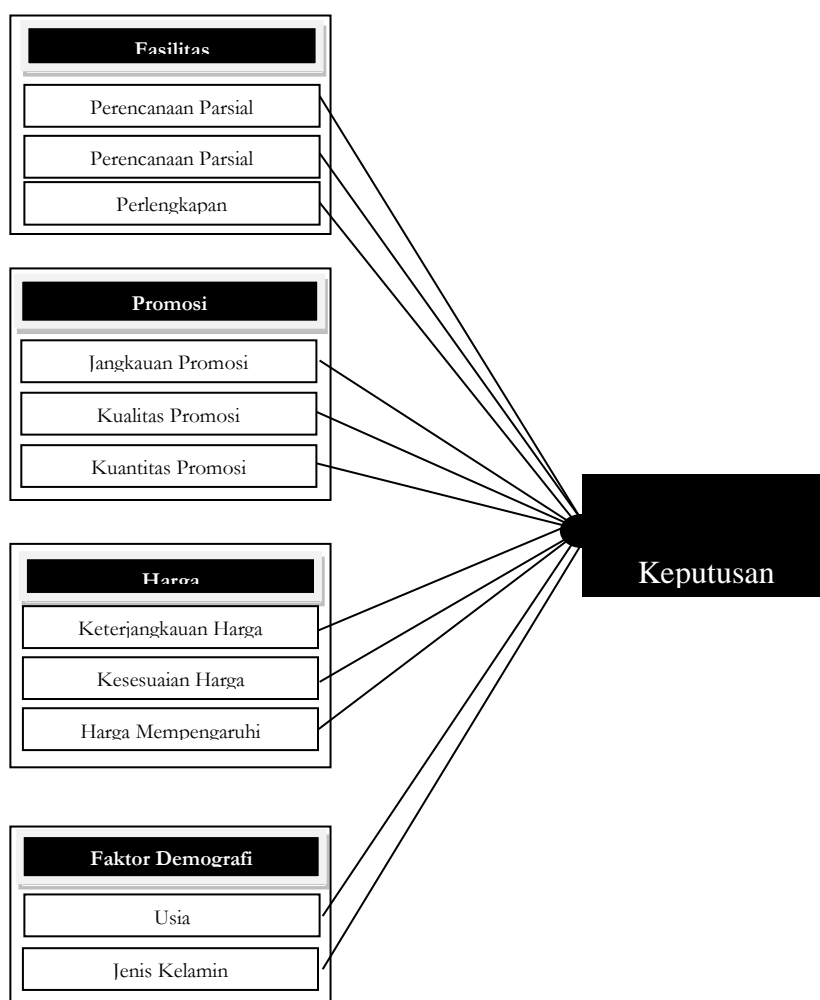 Fasilitas
Perencanaan Parsial
Perencanaan Parsial
Perlengkapan
Promosi
Jangkauan Promosi
Kualitas Promosi
Kuantitas Promosi
Harga
Keterjangkauan Harga
Kesesuaian Harga
Harga Mempengaruhi
Keputusan
Faktor Demografi
Usia
Jenis Kelamin